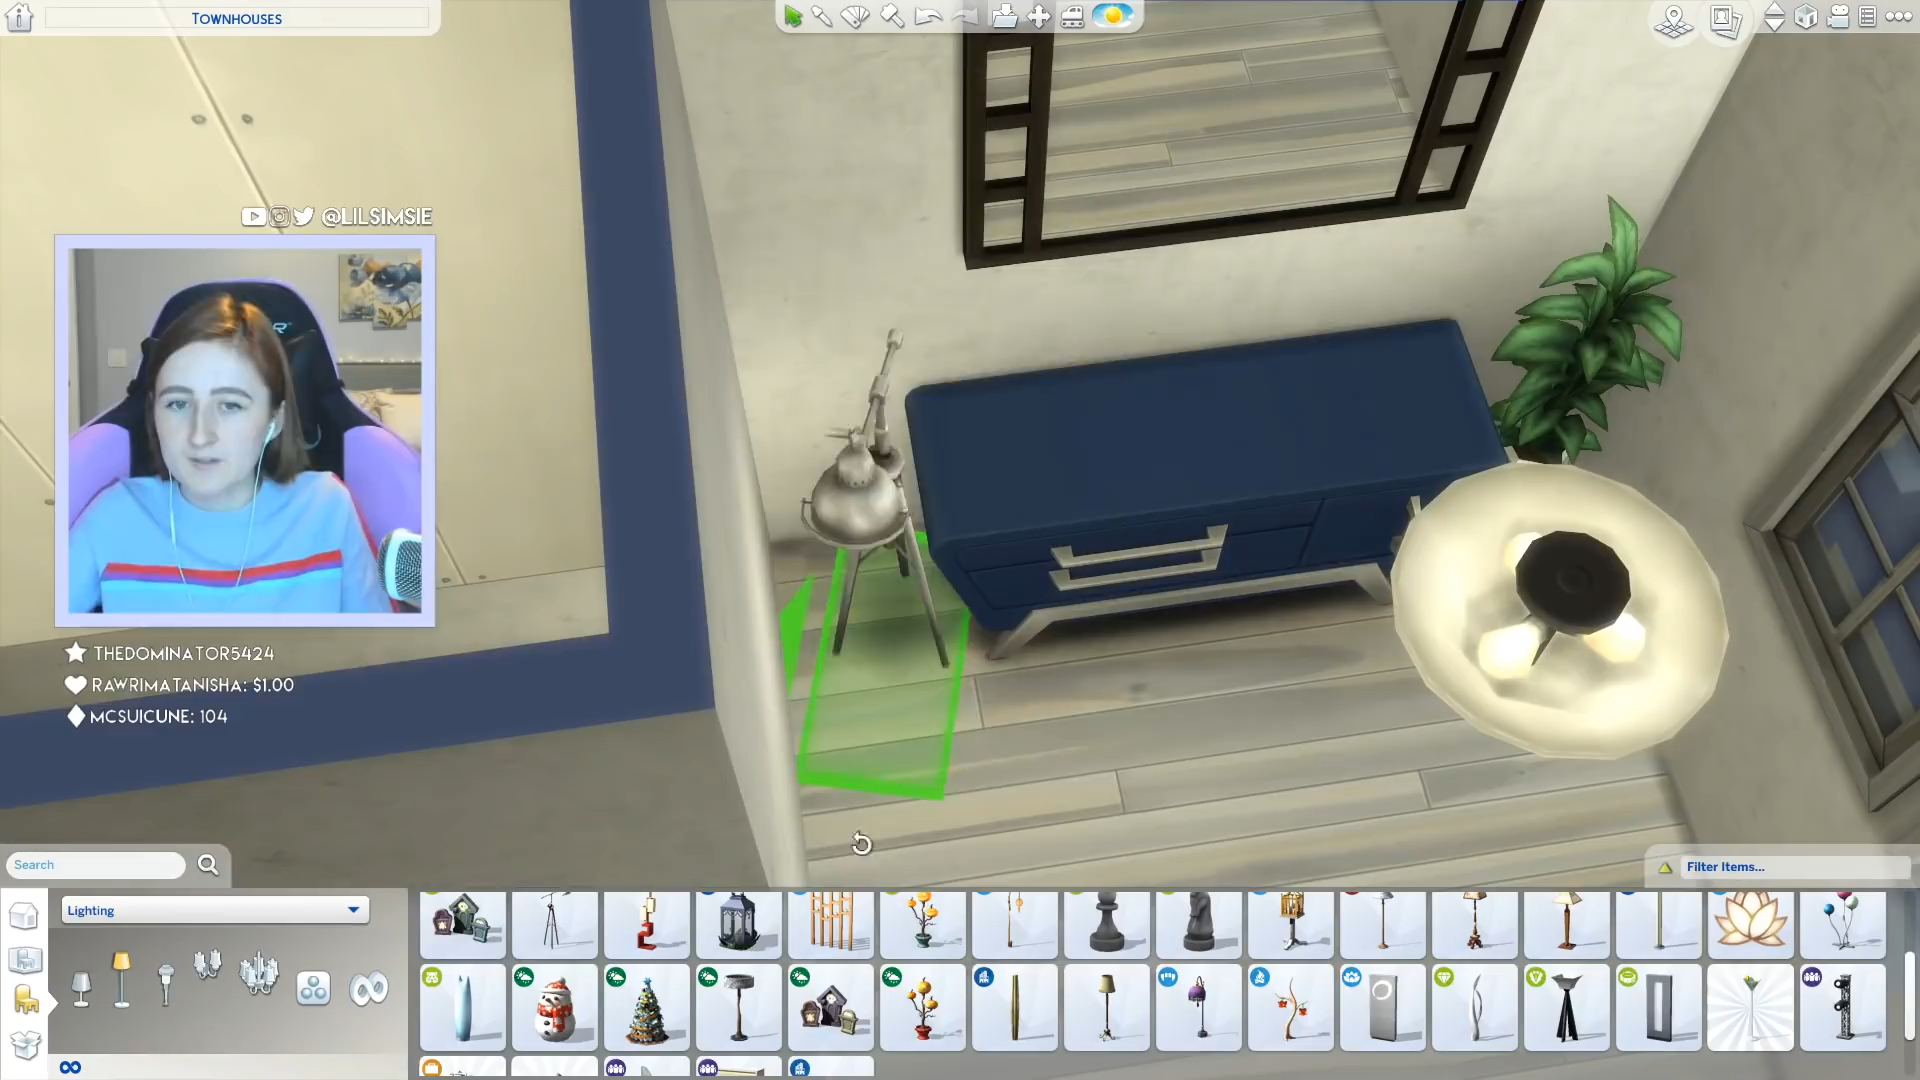 TOWNHOUSES
@LILSIMSIE
THEDOMINATOR5424
RAWRIMATANISHA: $1.00
MCSUICUNE: 104
Search
Filter Items...
Lighting